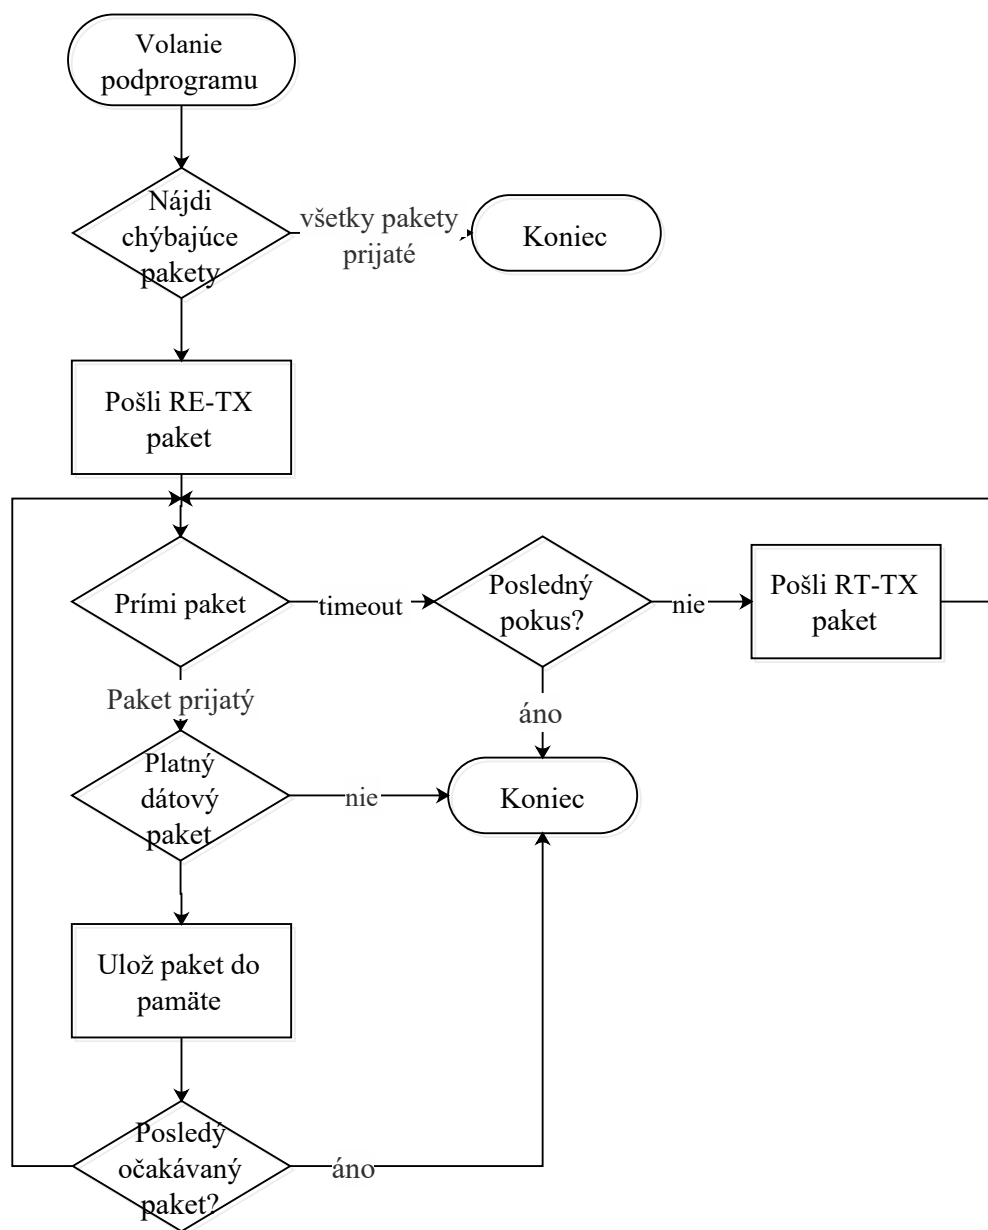 Volanie
podprogramu
Nájdi
chýbajúce
pakety
všetky pakety
prijaté
Koniec
Pošli RE-TX
paket
Prími paket
timeout
Posledný
pokus?
nie
Pošli RT-TX
paket
Paket prijatý
áno
Platný
dátový
paket
nie
Koniec
Ulož paket do
pamäte
Posledý
očakávaný
paket?
áno